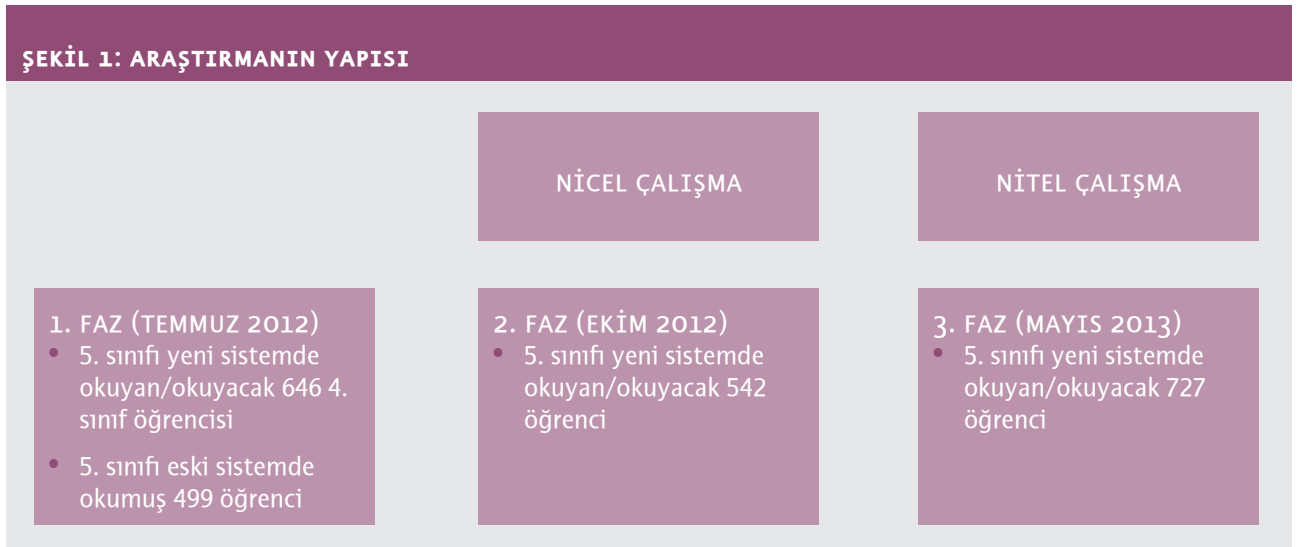 ŞEKİL 1: ARAŞTIRMANIN YAPISI
NİCEL ÇALIŞMA
NİTEL ÇALIŞMA
1. FAZ (TEMMUZ 2012)
• 5. sınıfı yeni sistemde
okuyan/okuyacak 646 4.
sınıf öğrencisi
• 5. sınıfı eski sistemde
okumuş 499 öğrenci
2. FAZ (EKİM 2012)
• 5. sınıfı yeni sistemde
okuyan/okuyacak 542
öğrenci
3. FAZ (MAYIS 2013)
• 5. sınıfı yeni sistemde
okuyan/okuyacak 727
öğrenci